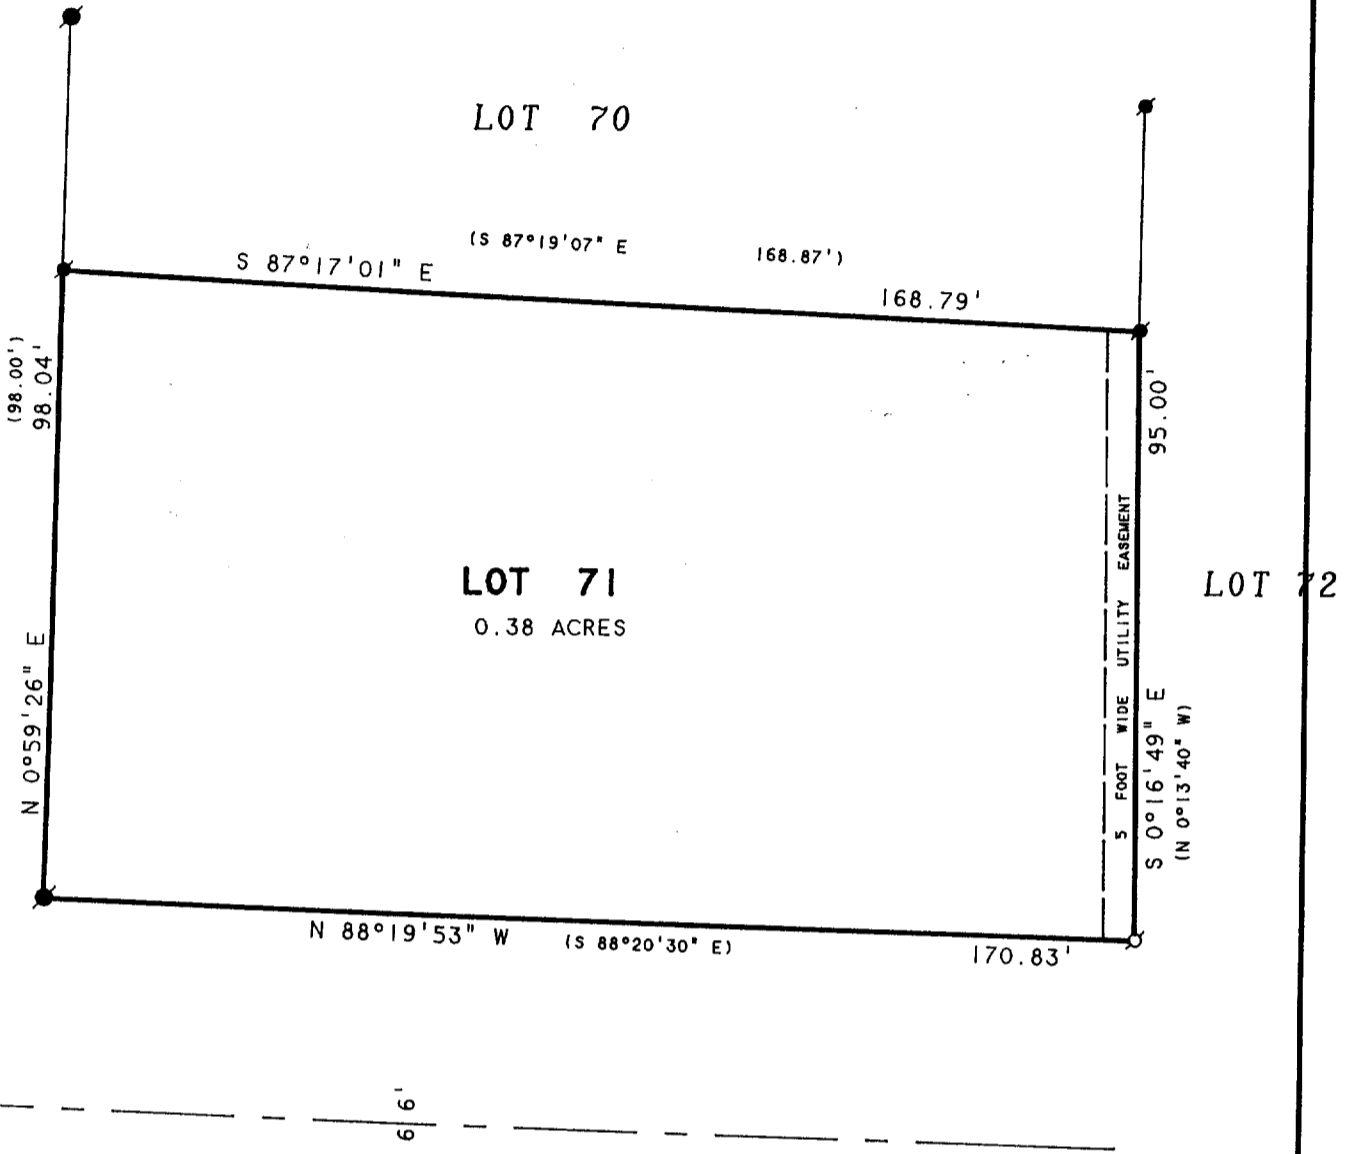 LOT 70
(S 87°19'07" E 168.87')
S 87°17'01" E 168.79'
(98.00')
98.04'
N 0°59'26" E
95.00'
S 0°16'49" E
(N 0°13'40" W)
5 FOOT WIDE UTILITY EASEMENT
LOT 71
0.38 ACRES
LOT 72
N 88°19'53" W (S 88°20'30" E) 170.83'
66'